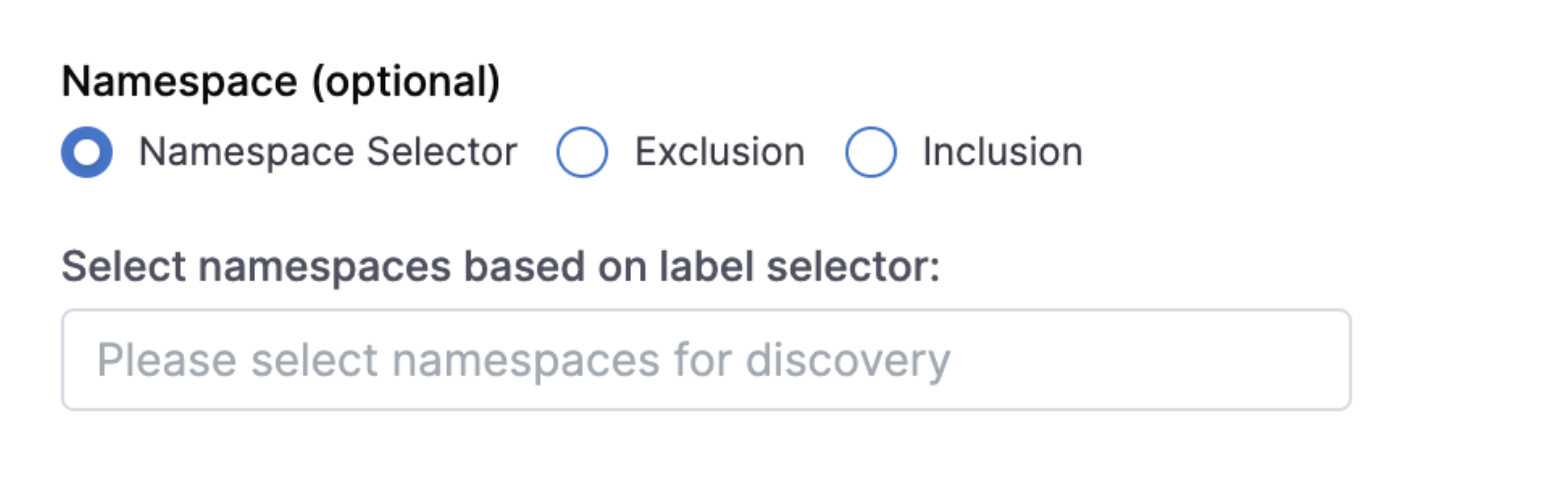 Namespace (optional)
Namespace Selector Exclusion Inclusion
Select namespaces based on label selector:
Please select namespaces for discovery